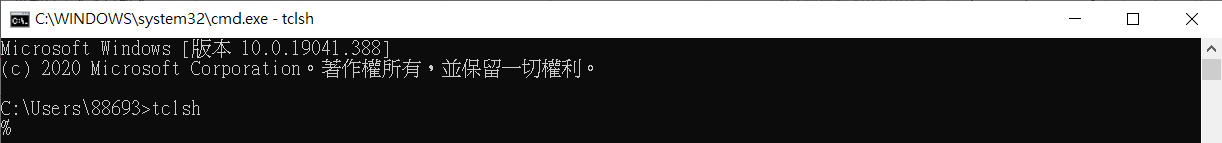 C:\WINDOWS\system32\cmd.exe - tclsh
Microsoft Windows [版本 10.0.19041.388]
(c) 2020 Microsoft Corporation。著作權所有，並保留一切權利。
C:\Users\88693>tclsh
%